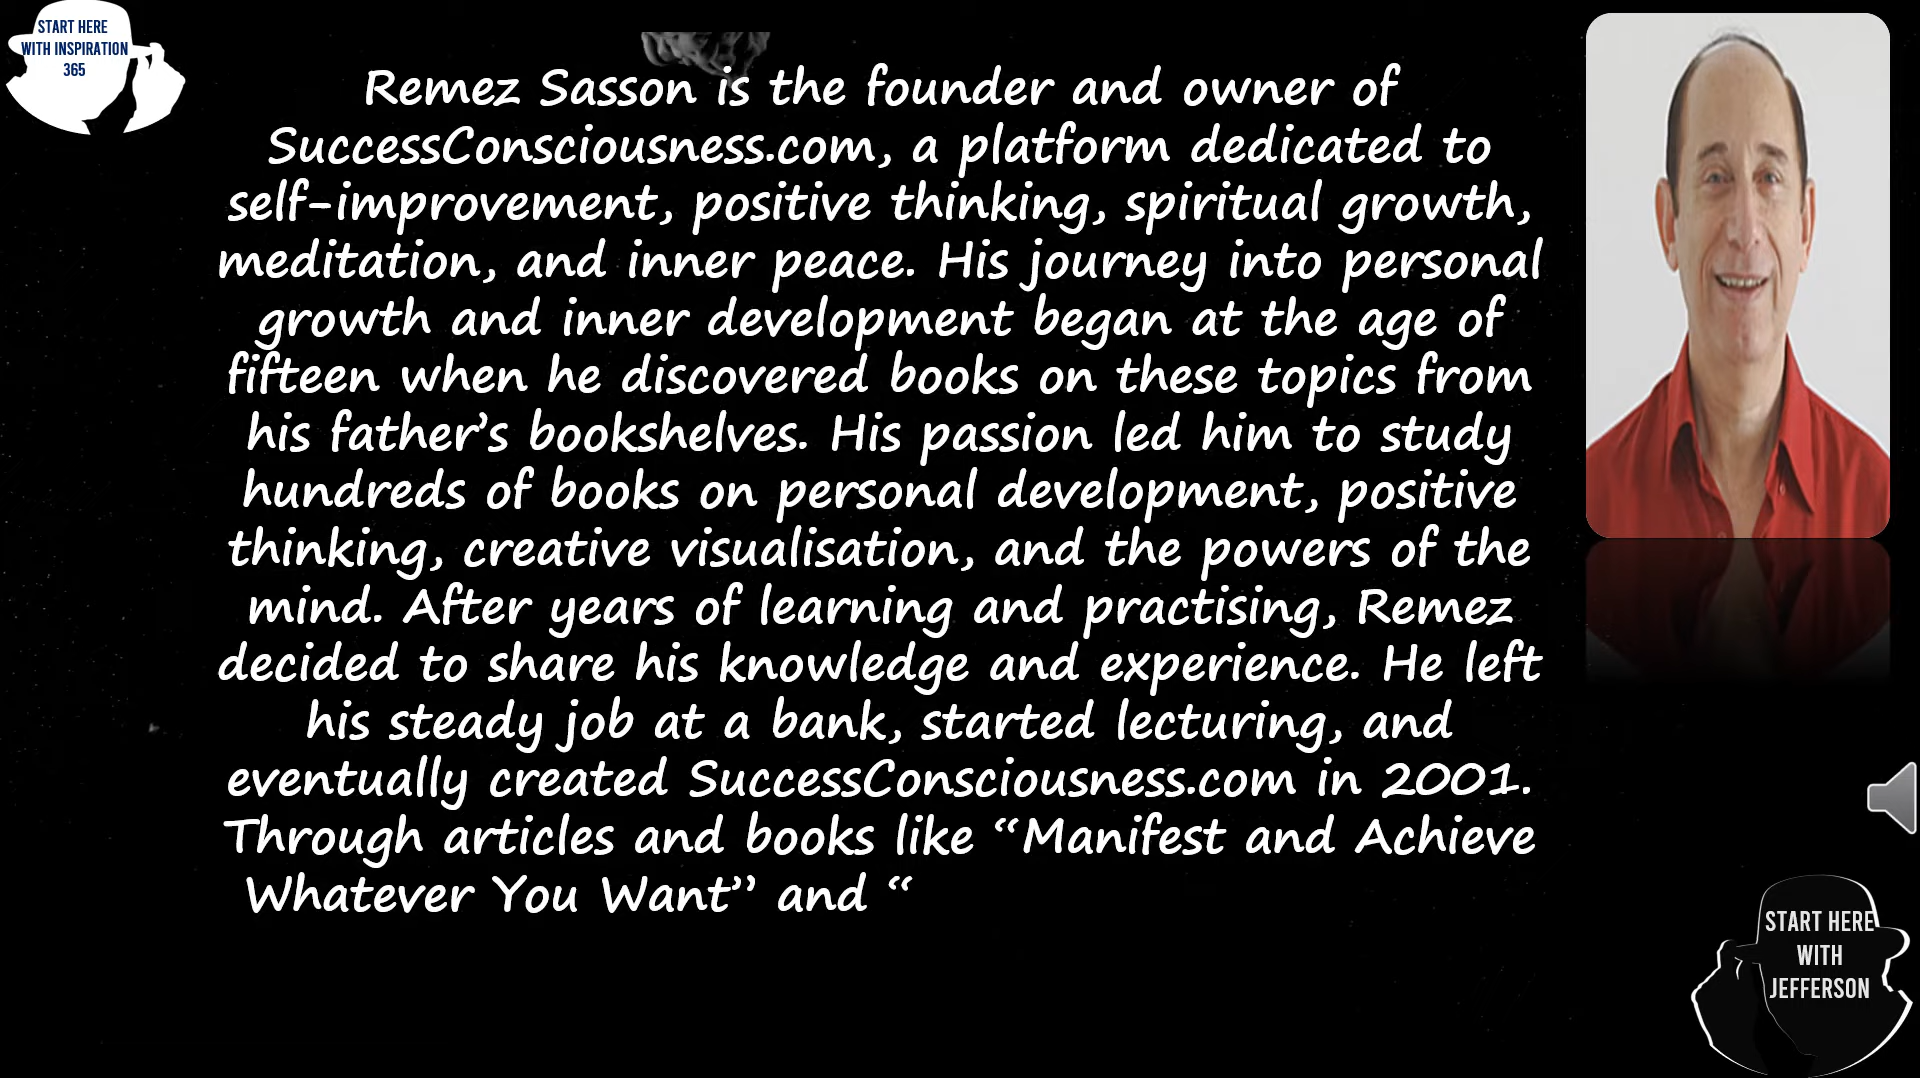 START HERE
WITH INSPIRATION
365
Remez Sasson is the founder and owner of
SuccessConsciousness.com, a platform dedicated to
self-improvement, positive thinking, spiritual growth,
meditation, and inner peace. His journey into personal
growth and inner development began at the age of
fifteen when he discovered books on these topics from
his father’s bookshelves. His passion led him to study
hundreds of books on personal development, positive
thinking, creative visualisation, and the powers of the
mind. After years of learning and practising, Remez
decided to share his knowledge and experience. He left
his steady job at a bank, started lecturing, and
eventually created SuccessConsciousness.com in 2001.
Through articles and books like “Manifest and Achieve
Whatever You Want” and “
START HERE
WITH
JEFFERSON